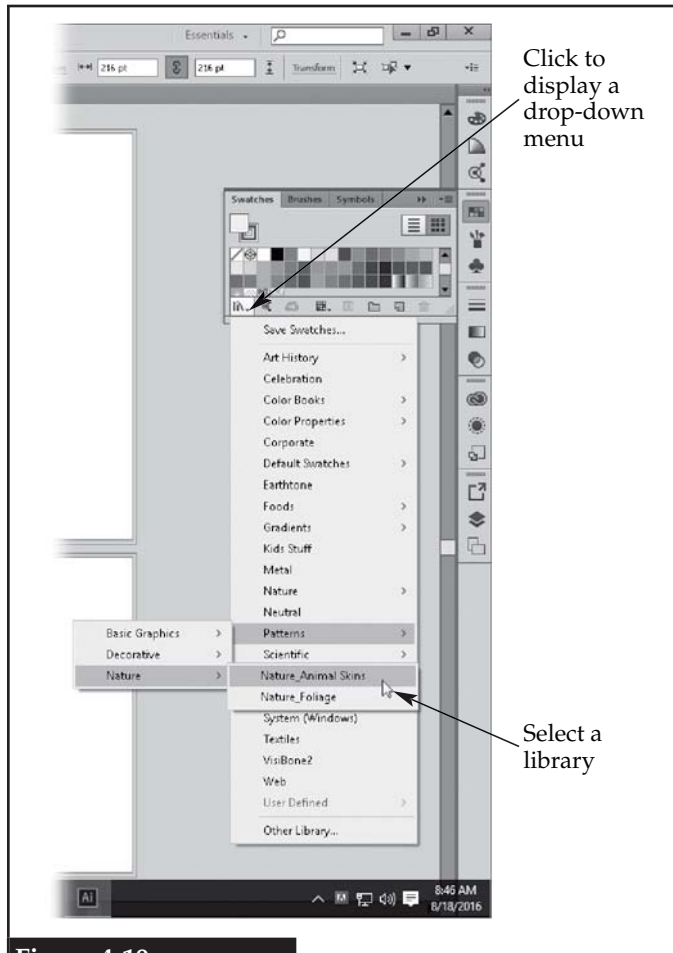 Essentials
216 pt
216 pt
Transform
Click to
display a
drop-down
menu
Swatches Brushes Symbols
Save Swatches...
Art History
Celebration
Color Books
Color Properties
Corporate
Default Swatches
Earthtone
Foods
Gradients
Kids Stuff
Metal
Nature
Neutral
Patterns
Scientific
Basic Graphics
Decorative
Nature
Nature_Animal Skins
Nature_Foliage
System (Windows)
Textiles
VisiBone2
Web
User Defined
Other Library...
Select a
library
Ai
8:46 AM
8/18/2016